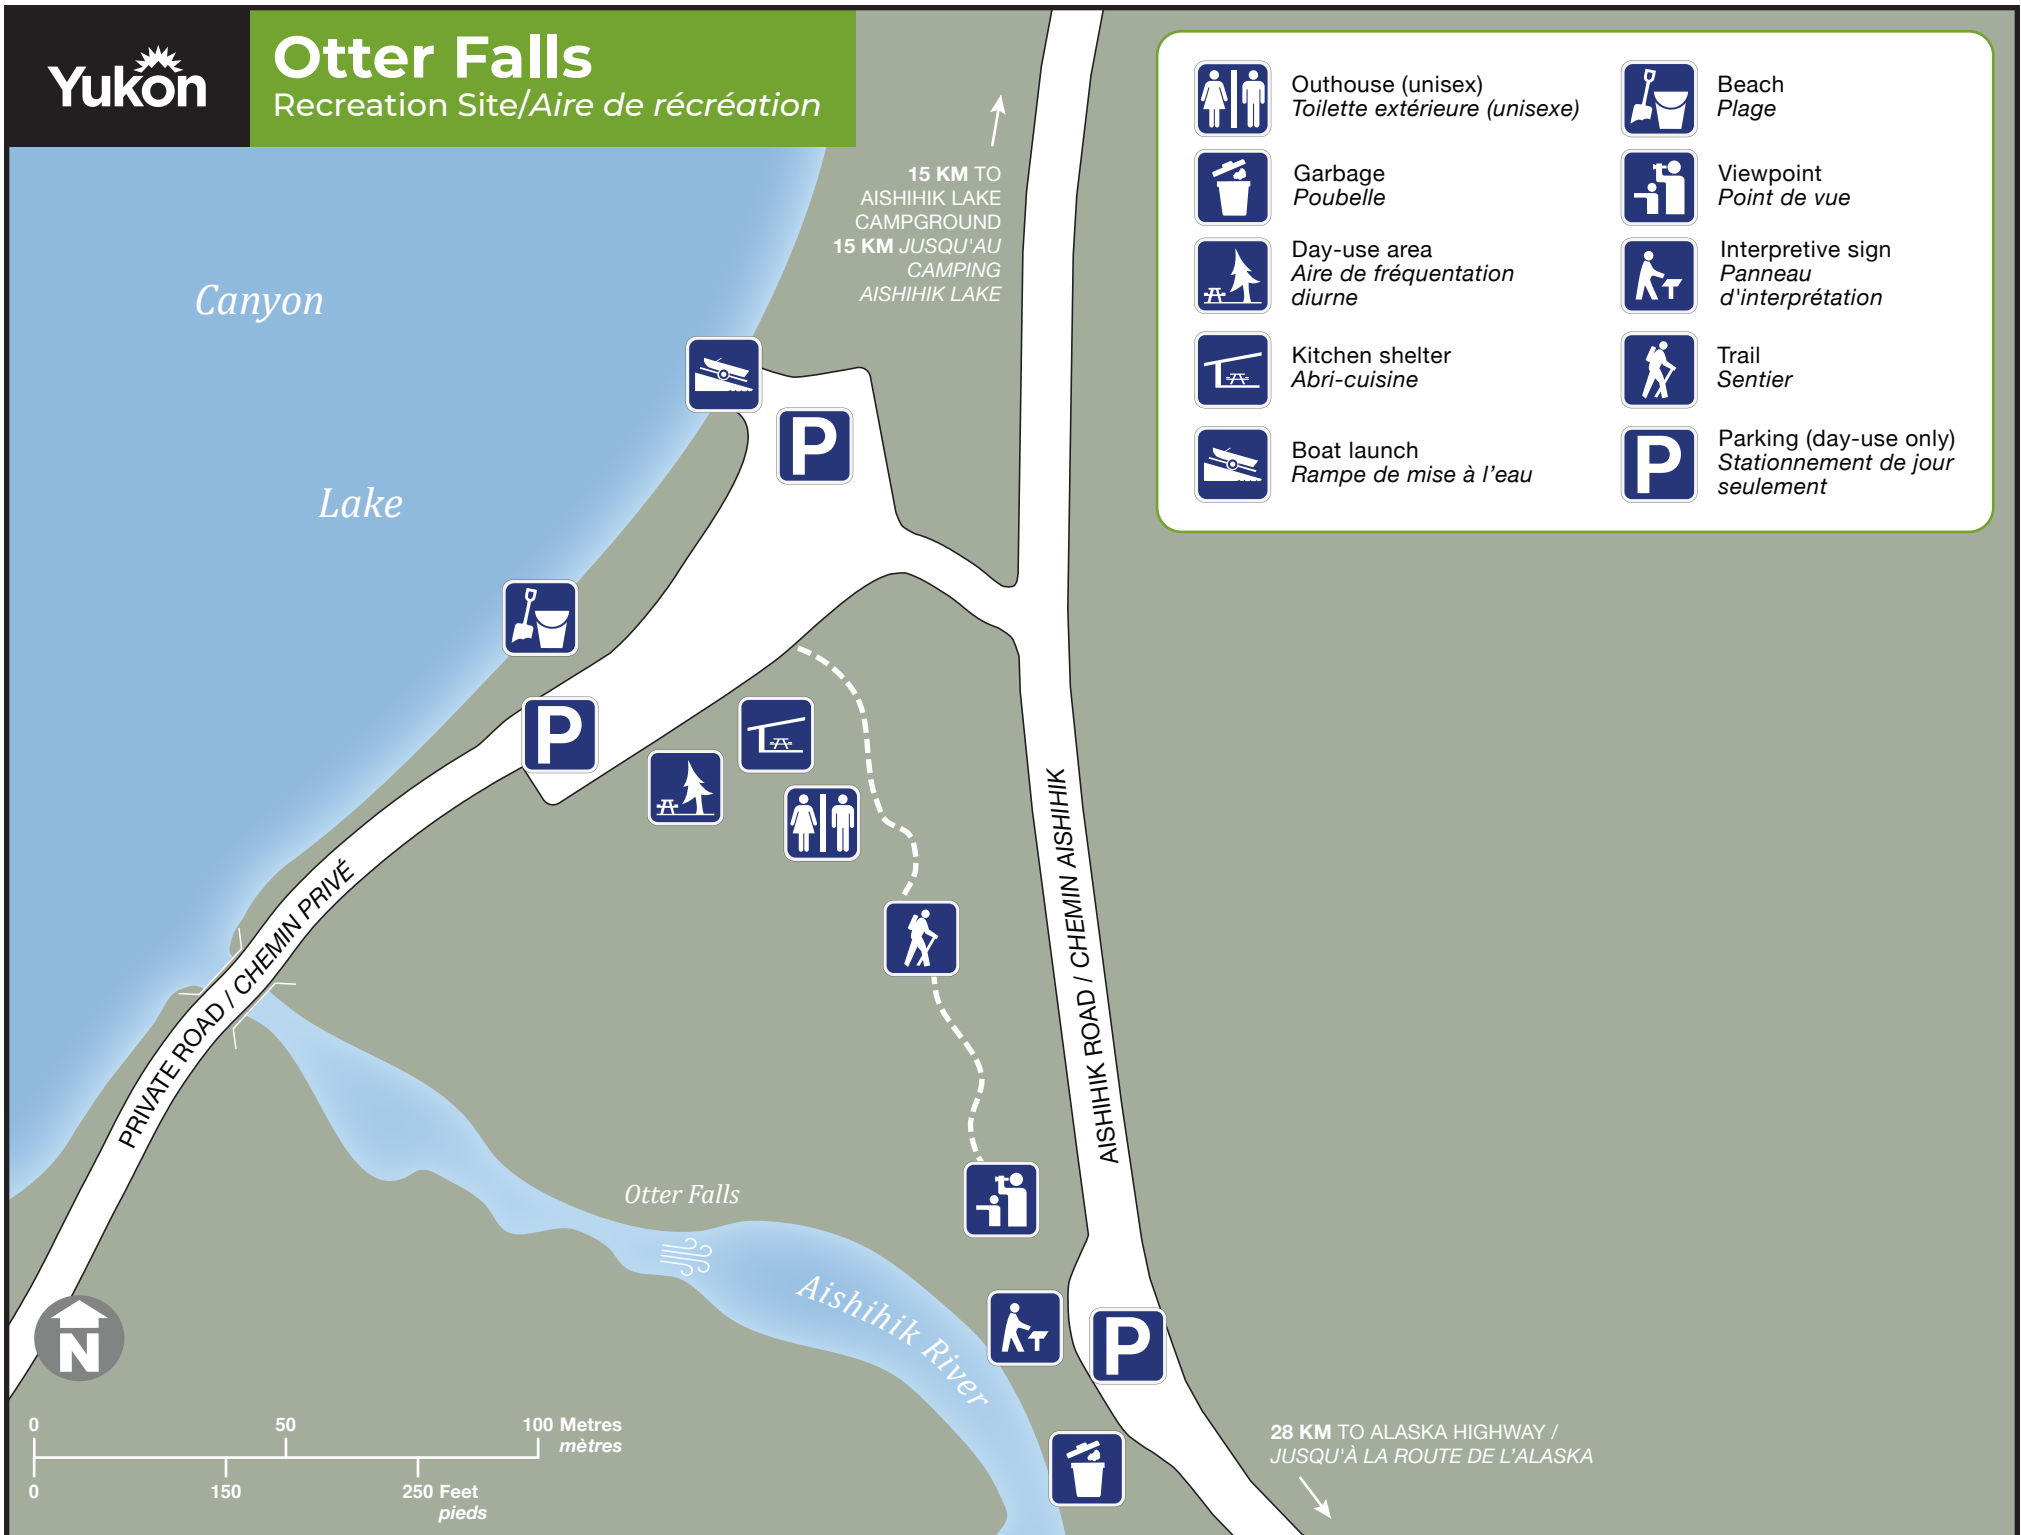 Yukon
Otter Falls
Recreation Site/Aire de récréation
15 KM TO
AISHIHIK LAKE
CAMPGROUND
15 KM JUSQU'AU
CAMPING
AISHIHIK LAKE
Outhouse (unisex)
Toilette extérieure (unisexe)
Garbage
Poubelle
Day-use area
Aire de fréquentation
diurne
Kitchen shelter
Abri-cuisine
Boat launch
Rampe de mise à l'eau
Beach
Plage
Viewpoint
Point de vue
Interpretive sign
Panneau
d'interprétation
Trail
Sentier
P
Parking (day-use only)
Stationnement de jour
seulement
Canyon
Lake
P
P
PRIVATE ROAD / CHEMIN PRIVÉ
AISHIHIK ROAD / CHEMIN AISHIHIK
Otter Falls
Aishihik River
P
N
0 50 100 Metres
mètres
0 150 250 Feet
pieds
28 KM TO ALASKA HIGHWAY /
JUSQU'À LA ROUTE DE L'ALASKA